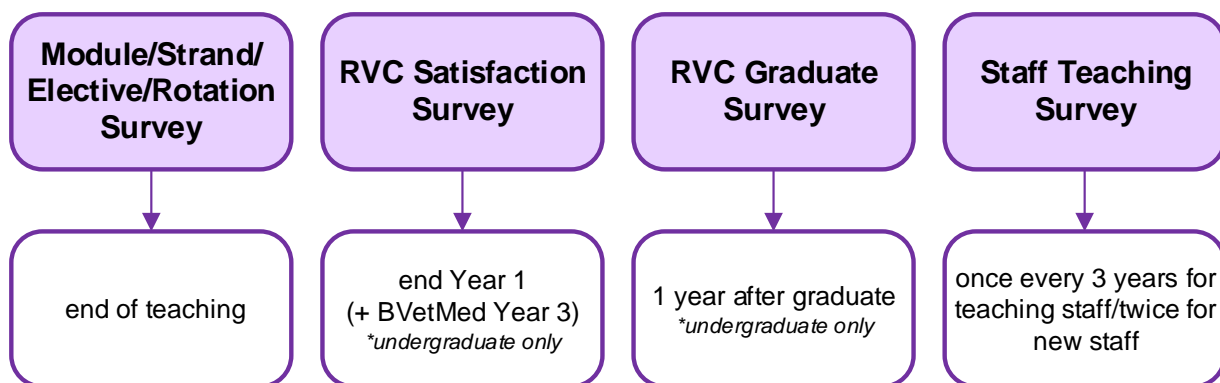 Module/Strand/
Elective/Rotation
Survey
RVC Satisfaction
Survey
RVC Graduate
Survey
Staff Teaching
Survey
end of teaching
end Year 1
(+ BVetMed Year 3)
*undergraduate only
1 year after graduate
*undergraduate only
once every 3 years for
teaching staff/twice for
new staff